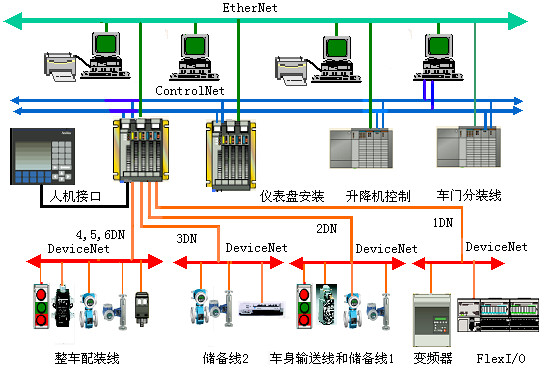 EtherNet
ControlNet
人机接口
仪表盘安装
升降机控制
车门分装线
4,5,6DN
3DN
2DN
1DN
DeviceNet
DeviceNet
DeviceNet
DeviceNet
整车配装线
储备线2
车身输送线和储备线1
变频器
FlexI/O